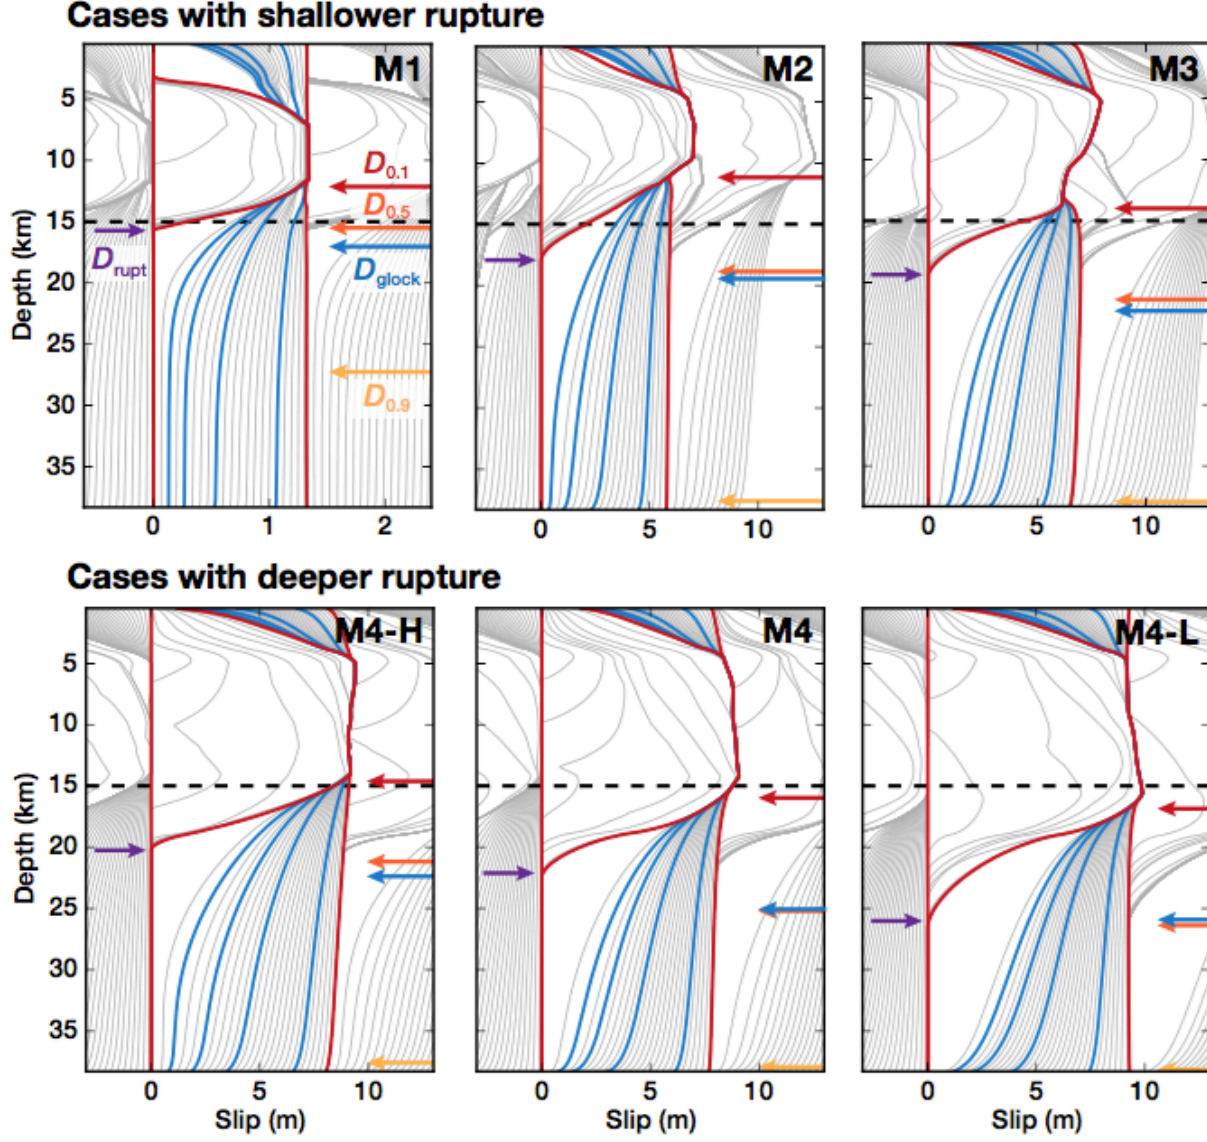 Cases with shallower rupture
M1
M2
M3
5
10
15
20
25
30
35
Depth (km)
D0.1
D0.5
Drupt
Dglock
D0.9
0
1
2
0
5
10
0
5
10
Cases with deeper rupture
M4-H
M4
M4-L
5
10
15
20
25
30
35
Depth (km)
0
5
10
0
5
10
0
5
10
Slip (m)
Slip (m)
Slip (m)